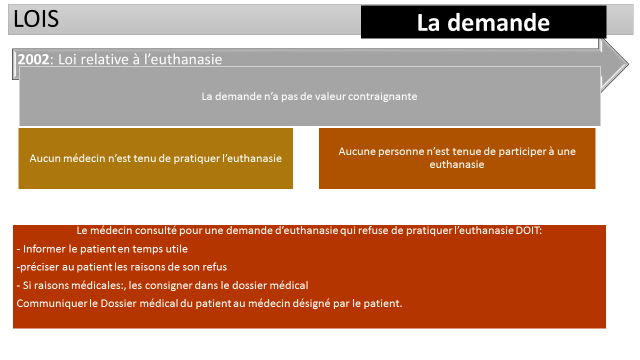 LOIS
La demande
2002: Loi relative à l’euthanasie
La demande n’a pas de valeur contraignante
Aucun médecin n’est tenu de pratiquer l’euthanasie
Aucune personne n’est tenue de participer à une
euthanasie
Le médecin consulté pour une demande d’euthanasie qui refuse de pratiquer l’euthanasie DOIT:
- Informer le patient en temps utile
-préciser au patient les raisons de son refus
- Si raisons médicales:, les consigner dans le dossier médical
Communiquer le Dossier médical du patient au médecin désigné par le patient.